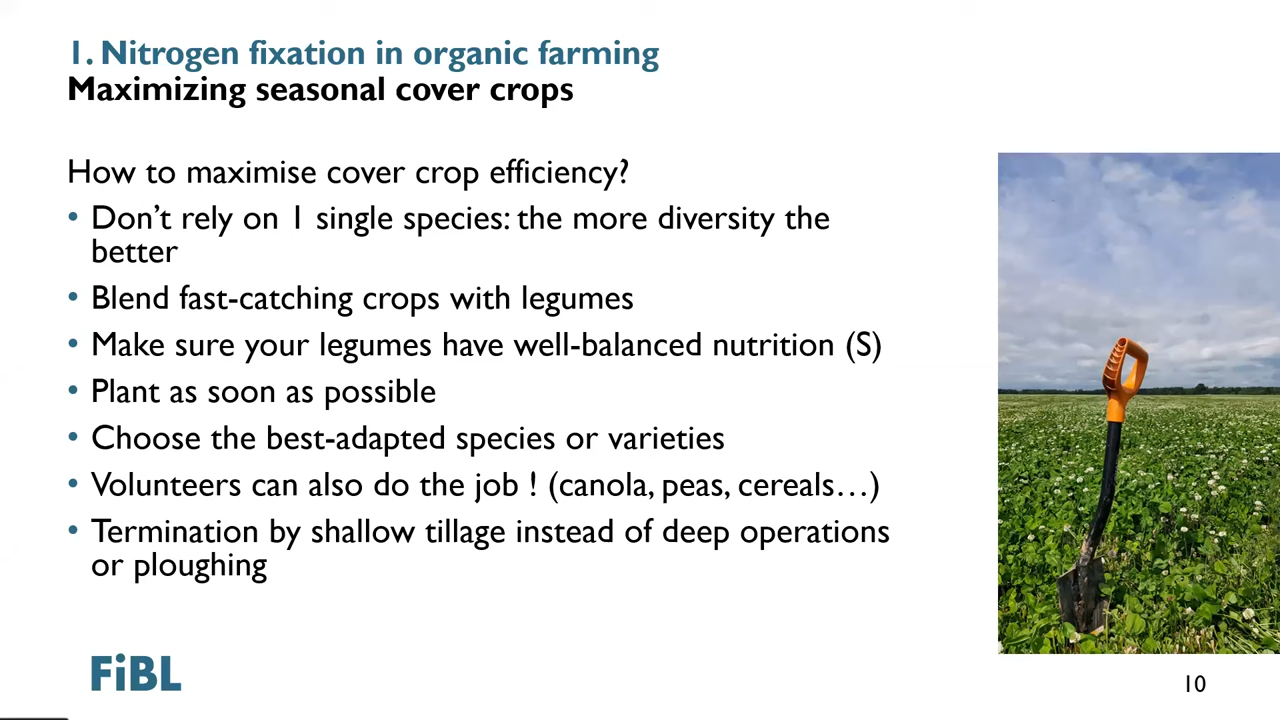 1. Nitrogen fixation in organic farming
Maximizing seasonal cover crops
How to maximise cover crop efficiency?
• Don’t rely on 1 single species: the more diversity the
better
• Blend fast-catching crops with legumes
• Make sure your legumes have well-balanced nutrition (S)
• Plant as soon as possible
• Choose the best-adapted species or varieties
• Volunteers can also do the job ! (canola, peas, cereals…)
• Termination by shallow tillage instead of deep operations
or ploughing
FiBL
10